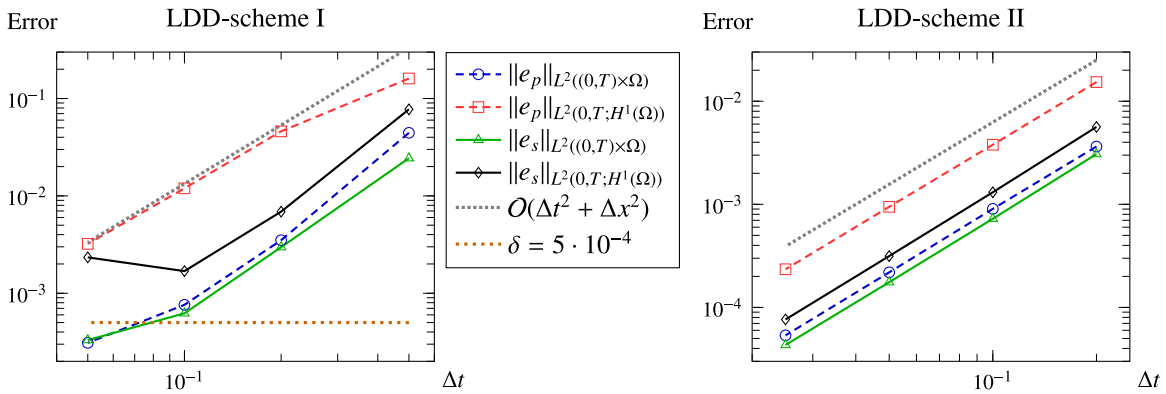 Error
LDD-scheme I
10⁻¹
10⁻²
10⁻³
10⁻¹
Δt
||e_p||_{L²((0,T)×Ω)}
||e_p||_{L²(0,T;H¹(Ω))}
||e_s||_{L²((0,T)×Ω)}
||e_s||_{L²(0,T;H¹(Ω))}
𝒪(Δt² + Δx²)
δ = 5 · 10⁻⁴
Error
LDD-scheme II
10⁻²
10⁻³
10⁻⁴
10⁻¹
Δt